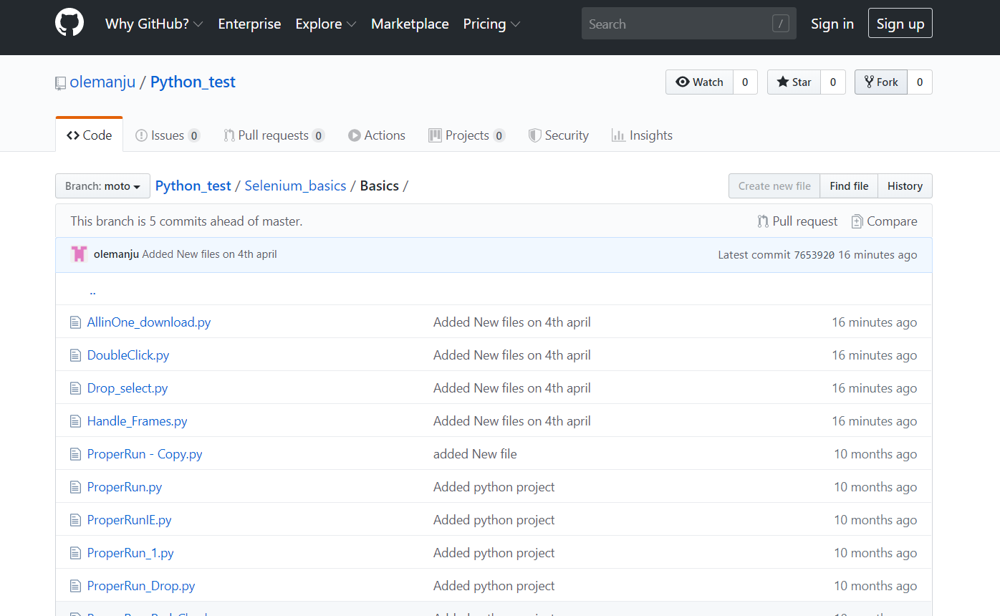 Why GitHub? Enterprise Explore Marketplace Pricing Search / Sign in Sign up
olemanju / Python_test Watch 0 Star 0 Fork 0
Code Issues 0 Pull requests 0 Actions Projects 0 Security Insights
Branch: moto Python_test / Selenium_basics / Basics / Create new file Find file History
This branch is 5 commits ahead of master. Pull request Compare
olemanju Added New files on 4th april Latest commit 7653920 16 minutes ago
..
AllinOne_download.py Added New files on 4th april 16 minutes ago
DoubleClick.py Added New files on 4th april 16 minutes ago
Drop_select.py Added New files on 4th april 16 minutes ago
Handle_Frames.py Added New files on 4th april 16 minutes ago
ProperRun - Copy.py added New file 10 months ago
ProperRun.py Added python project 10 months ago
ProperRunIE.py Added python project 10 months ago
ProperRun_1.py Added python project 10 months ago
ProperRun_Drop.py Added python project 10 months ago
Added python project 10 months ago